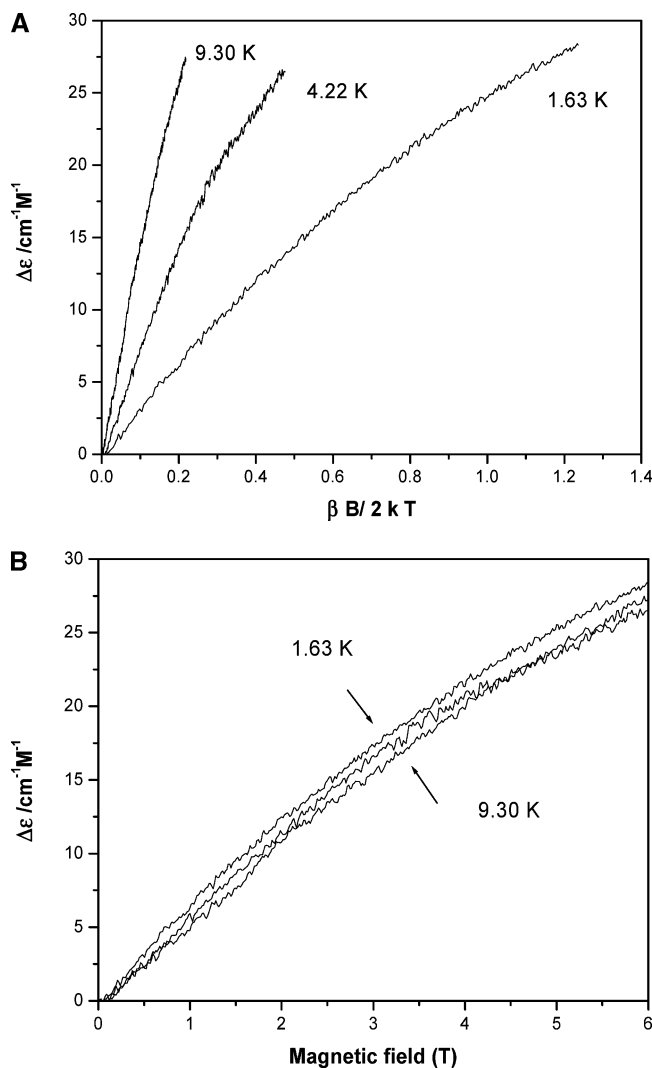 A
30
25
20
15
10
5
0
Δε /cm⁻¹M⁻¹
9.30 K
4.22 K
1.63 K
0.0 0.2 0.4 0.6 0.8 1.0 1.2 1.4
β B/ 2 k T
B
30
25
20
15
10
5
0
Δε /cm⁻¹M⁻¹
1.63 K
9.30 K
0 1 2 3 4 5 6
Magnetic field (T)